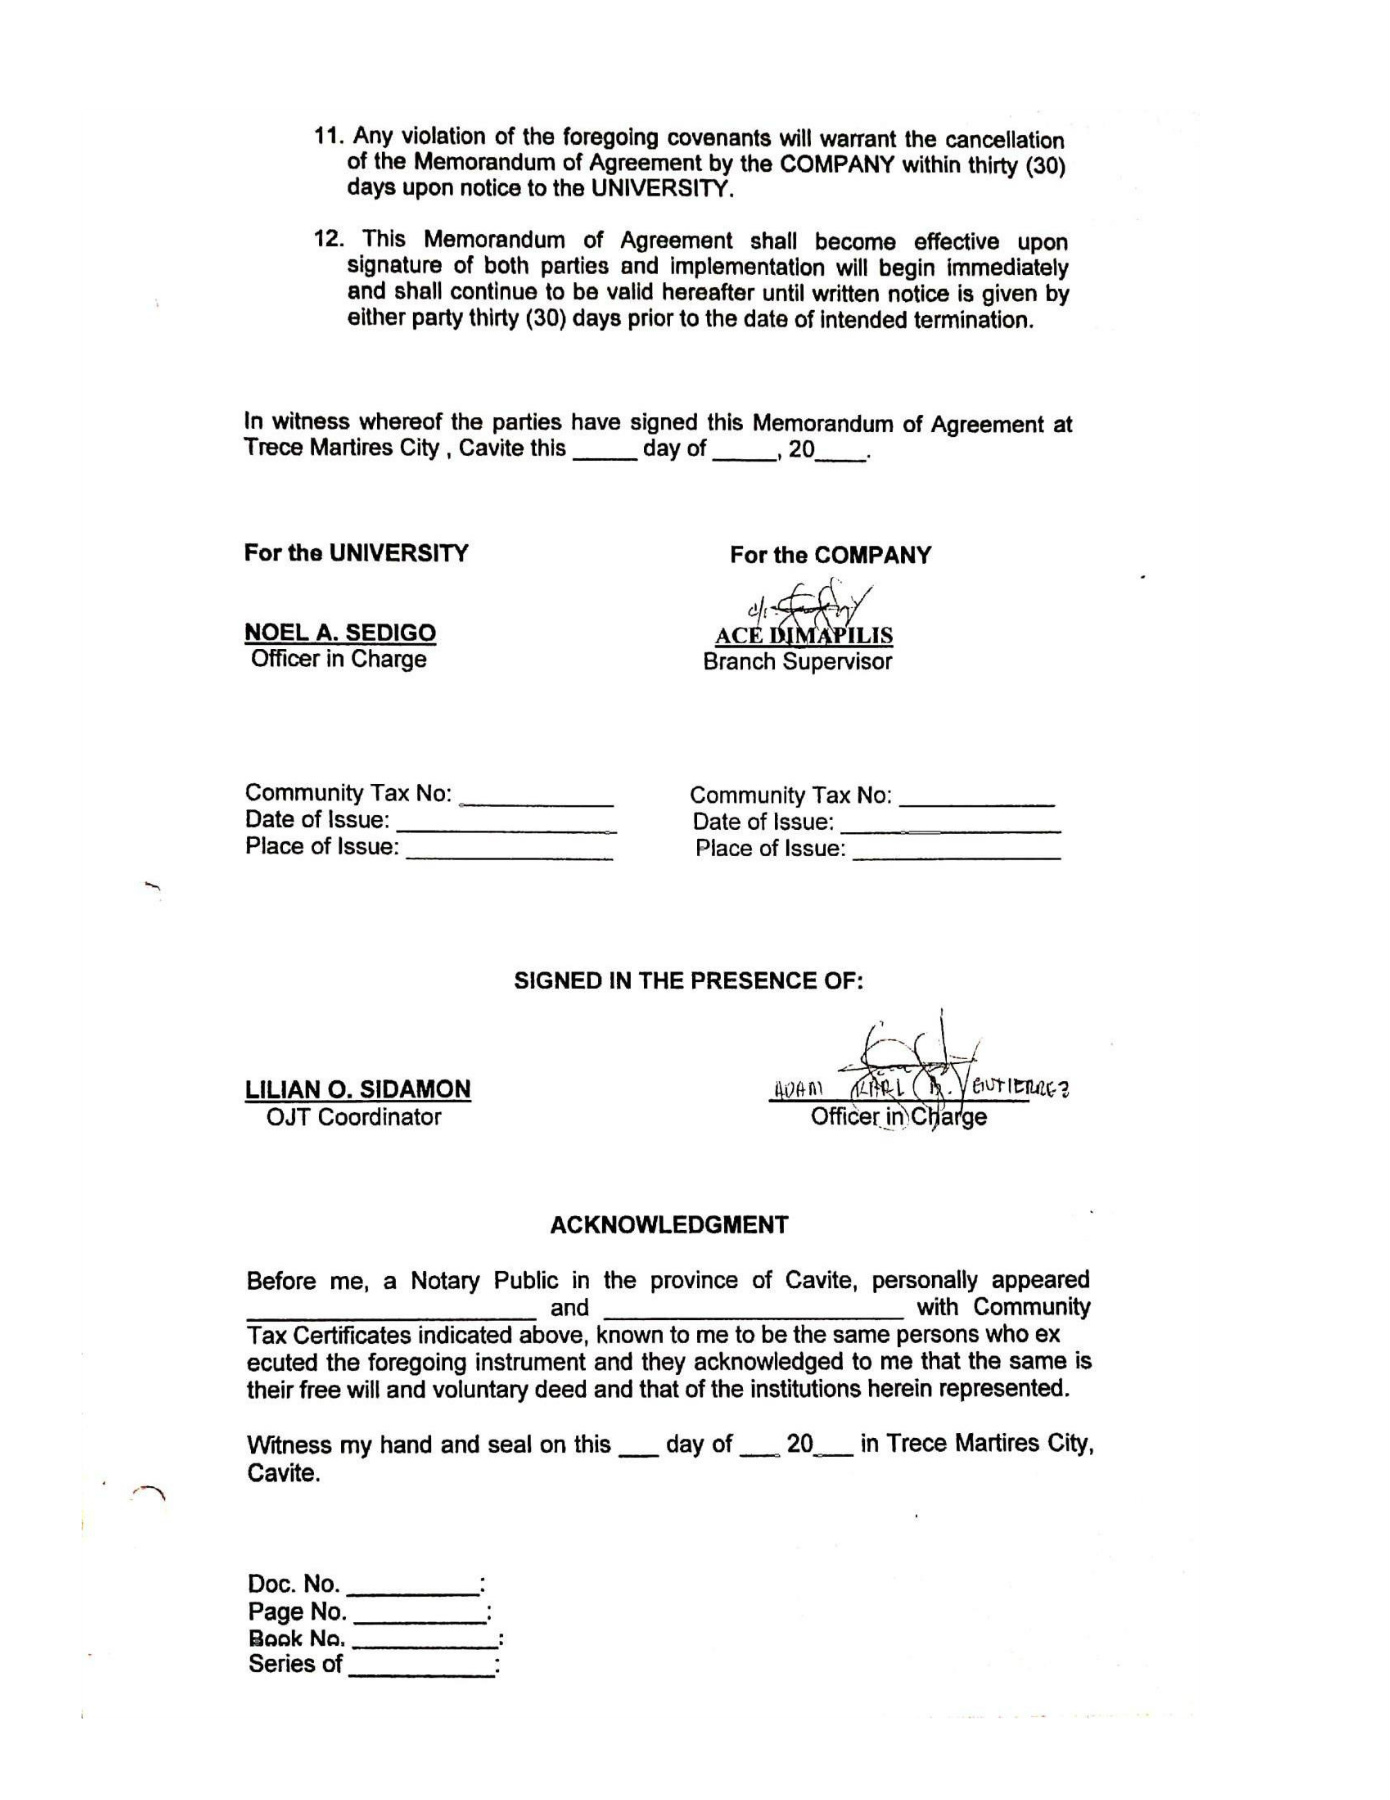 11. Any violation of the foregoing covenants will warrant the cancellation
of the Memorandum of Agreement by the COMPANY within thirty (30)
days upon notice to the UNIVERSITY.
12. This Memorandum of Agreement shall become effective upon
signature of both parties and implementation will begin immediately
and shall continue to be valid hereafter until written notice is given by
either party thirty (30) days prior to the date of intended termination.
In witness whereof the parties have signed this Memorandum of Agreement at
Trece Martires City , Cavite this _____ day of _____, 20____.
For the UNIVERSITY
For the COMPANY
NOEL A. SEDIGO
Officer in Charge
ACE DIMAPILIS
Branch Supervisor
Community Tax No: ____________
Date of Issue: _________________
Place of Issue: ________________
Community Tax No: ____________
Date of Issue: _________________
Place of Issue: ________________
SIGNED IN THE PRESENCE OF:
LILIAN O. SIDAMON
OJT Coordinator
ADAM GUTIERREZ
Officer in Charge
ACKNOWLEDGMENT
Before me, a Notary Public in the province of Cavite, personally appeared
______________________ and ______________________ with Community
Tax Certificates indicated above, known to me to be the same persons who ex
ecuted the foregoing instrument and they acknowledged to me that the same is
their free will and voluntary deed and that of the institutions herein represented.
Witness my hand and seal on this ___ day of ___ 20___ in Trece Martires City,
Cavite.
Doc. No. __________:
Page No. __________:
Book No. ___________:
Series of ___________: